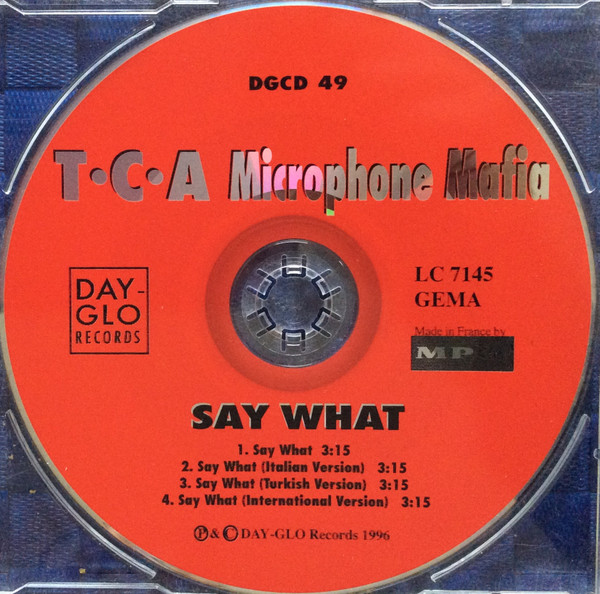 DGCD 49
T•C•A Microphone Mafia
DAY-
GLO
RECORDS
LC 7145
GEMA
Made in France by
MP
SAY WHAT
1. Say What 3:15
2. Say What (Italian Version) 3:15
3. Say What (Turkish Version) 3:15
4. Say What (International Version) 3:15
Ⓟ & © DAY-GLO Records 1996